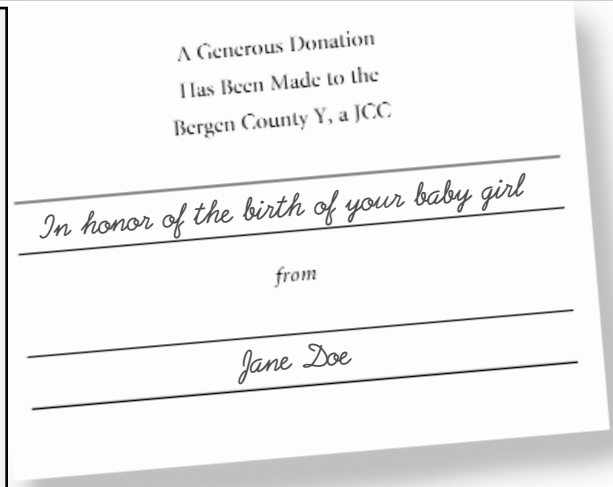 A Generous Donation
Has Been Made to the
Bergen County Y, a JCC
In honor of the birth of your baby girl
from
Jane Doe